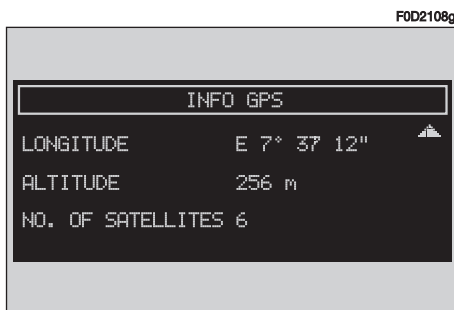 F0D2108g
INFO GPS
LONGITUDE E 7° 37 12"
ALTITUDE 256 m
NO. OF SATELLITES 6